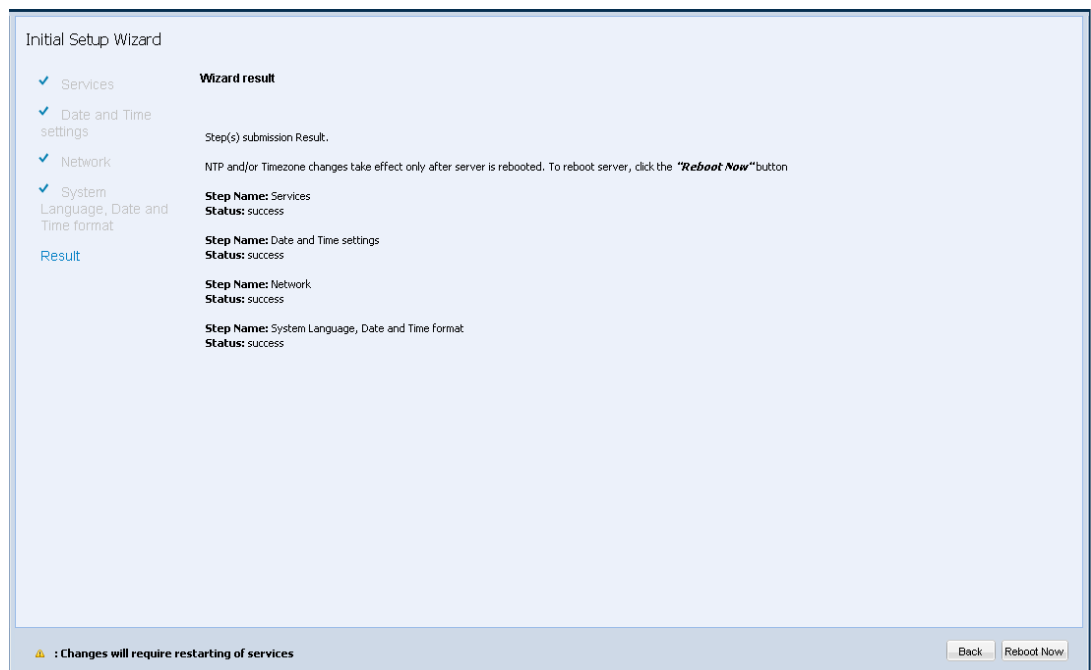 Initial Setup Wizard
Services
Date and Time
settings
Network
System
Language, Date and
Time format
Result
Wizard result
Step(s) submission Result.
NTP and/or Timezone changes take effect only after server is rebooted. To reboot server, click the "Reboot Now" button
Step Name: Services
Status: success
Step Name: Date and Time settings
Status: success
Step Name: Network
Status: success
Step Name: System Language, Date and Time format
Status: success
: Changes will require restarting of services
Back
Reboot Now